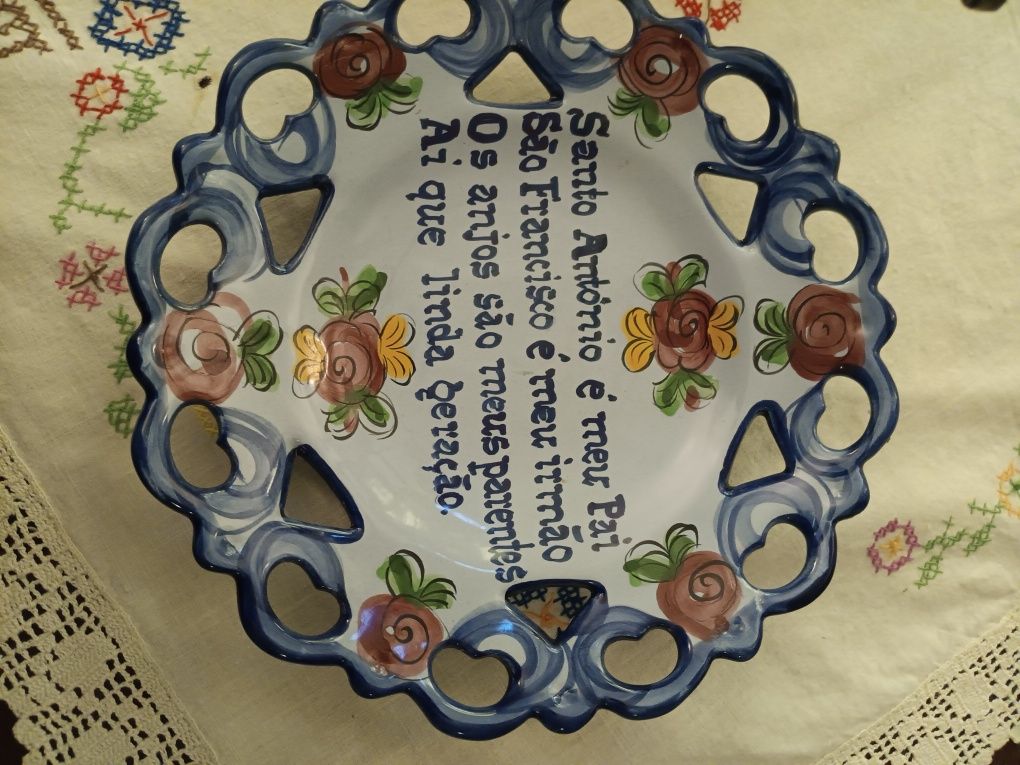 Santo António é meu Pai
São Francisco é meu irmão
Os anjos são meus parentes
Ai que linda geração.